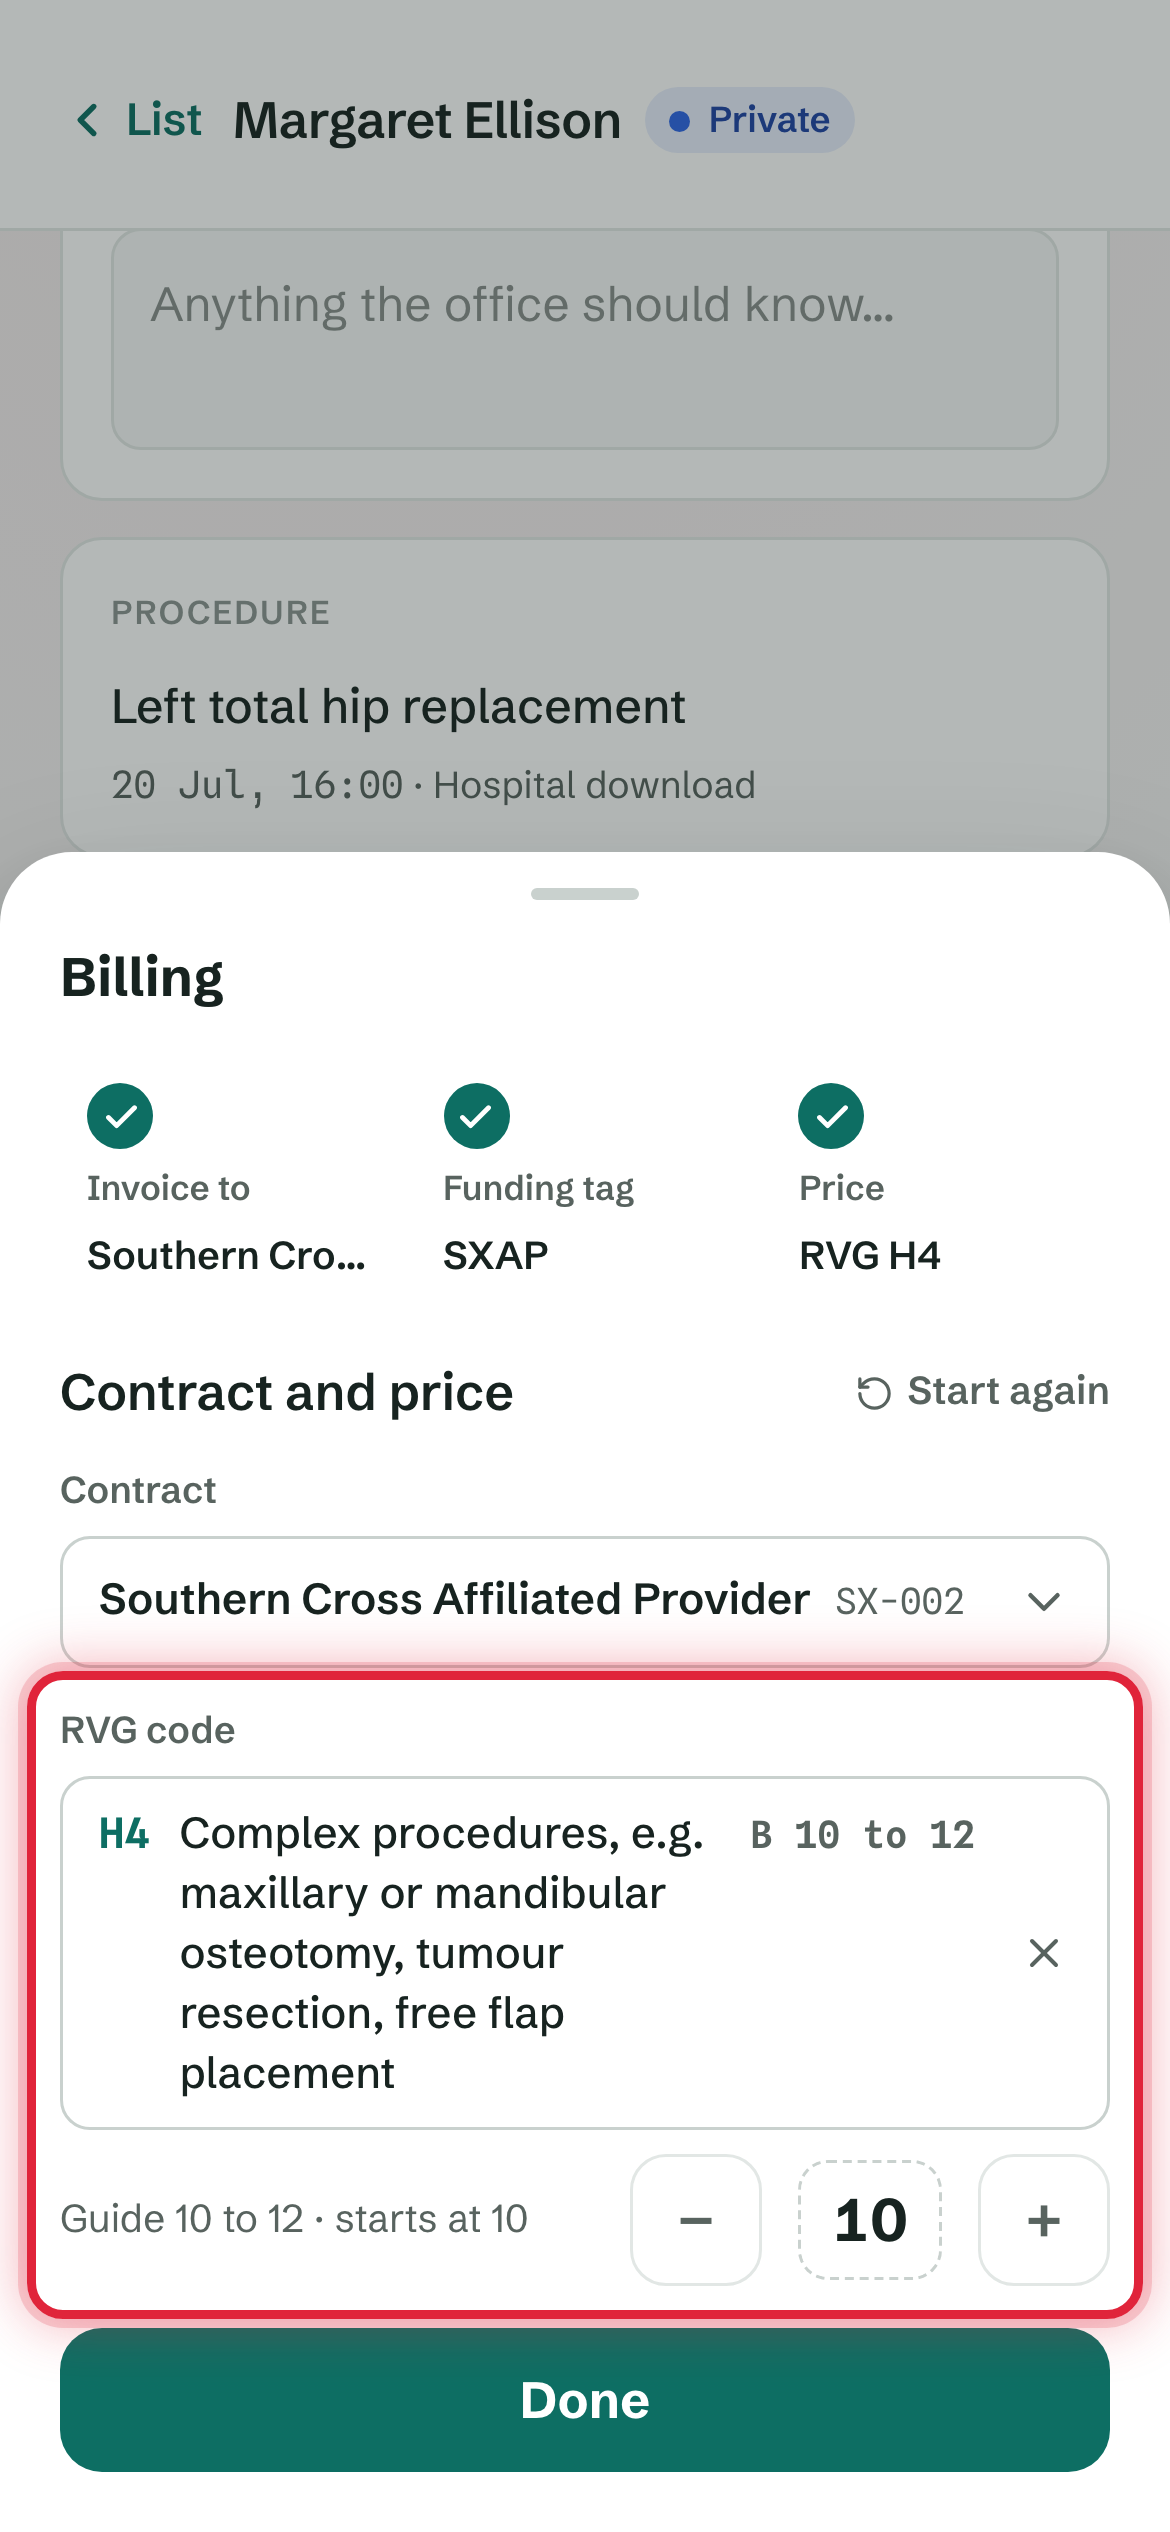 List Margaret Ellison Private
Anything the office should know...
PROCEDURE
Left total hip replacement
20 Jul, 16:00 · Hospital download
Billing
Invoice to Funding tag Price
Southern Cro... SXAP RVG H4
Contract and price Start again
Contract
Southern Cross Affiliated Provider SX-002
RVG code
H4 Complex procedures, e.g. B 10 to 12
maxillary or mandibular
osteotomy, tumour
resection, free flap
placement
Guide 10 to 12 · starts at 10 − 10 +
Done